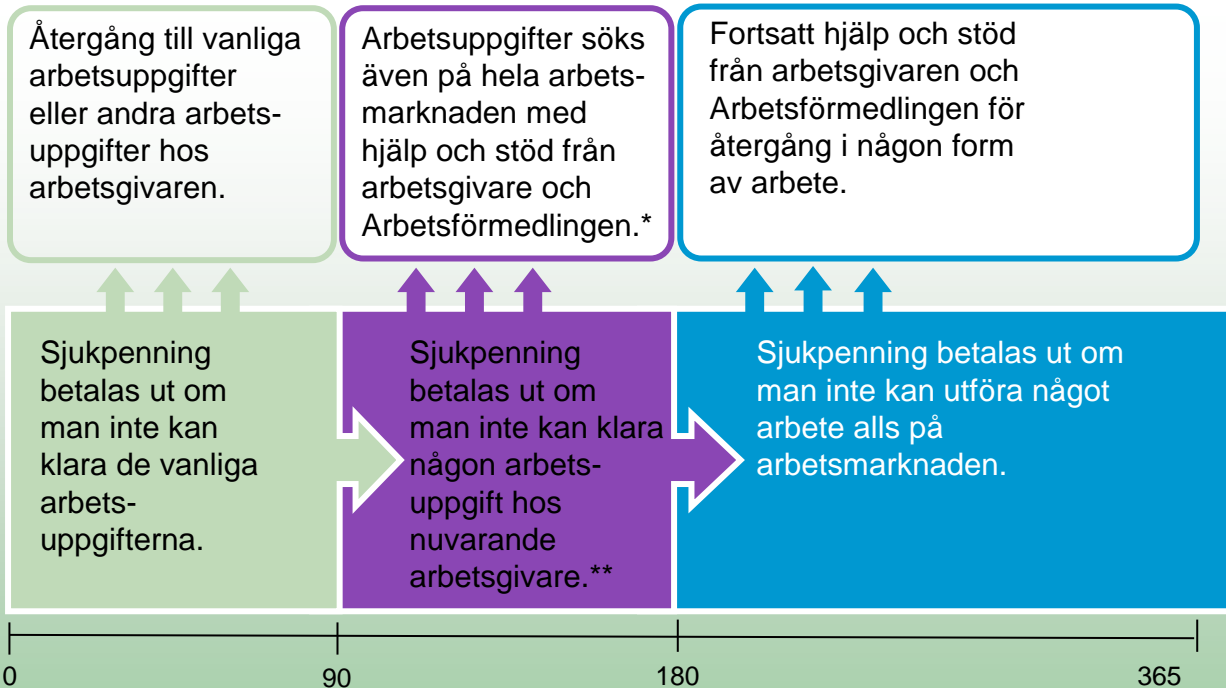 Återgång till vanliga
arbetsuppgifter
eller andra arbets-
uppgifter hos
arbetsgivaren.
Arbetsuppgifter söks
även på hela arbets-
marknaden med
hjälp och stöd från
arbetsgivare och
Arbetsförmedlingen.*
Fortsatt hjälp och stöd
från arbetsgivaren och
Arbetsförmedlingen för
återgång i någon form
av arbete.
Sjukpenning
betalas ut om
man inte kan
klara de vanliga
arbets-
uppgifterna.
Sjukpenning
betalas ut om
man inte kan klara
någon arbets-
uppgift hos
nuvarande
arbetsgivare.**
Sjukpenning betalas ut om
man inte kan utföra något
arbete alls på
arbetsmarknaden.
0 90 180 365